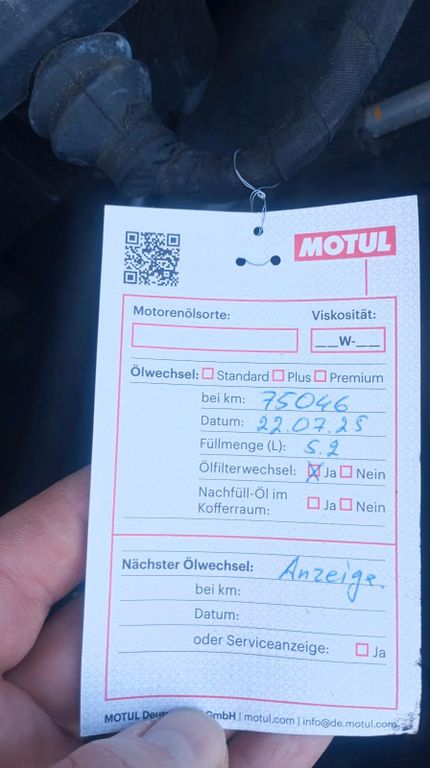 MOTUL
Motorenölsorte: Viskosität:
__W-__
Ölwechsel: Standard Plus Premium
bei km: 75046
Datum: 22.07.25
Füllmenge (L): 5.2
Ölfilterwechsel: Ja Nein
Nachfüll-Öl im
Kofferraum: Ja Nein
Nächster Ölwechsel: Anzeige
bei km:
Datum:
oder Serviceanzeige: Ja
MOTUL GmbH | motul.com | info@de.motul.com